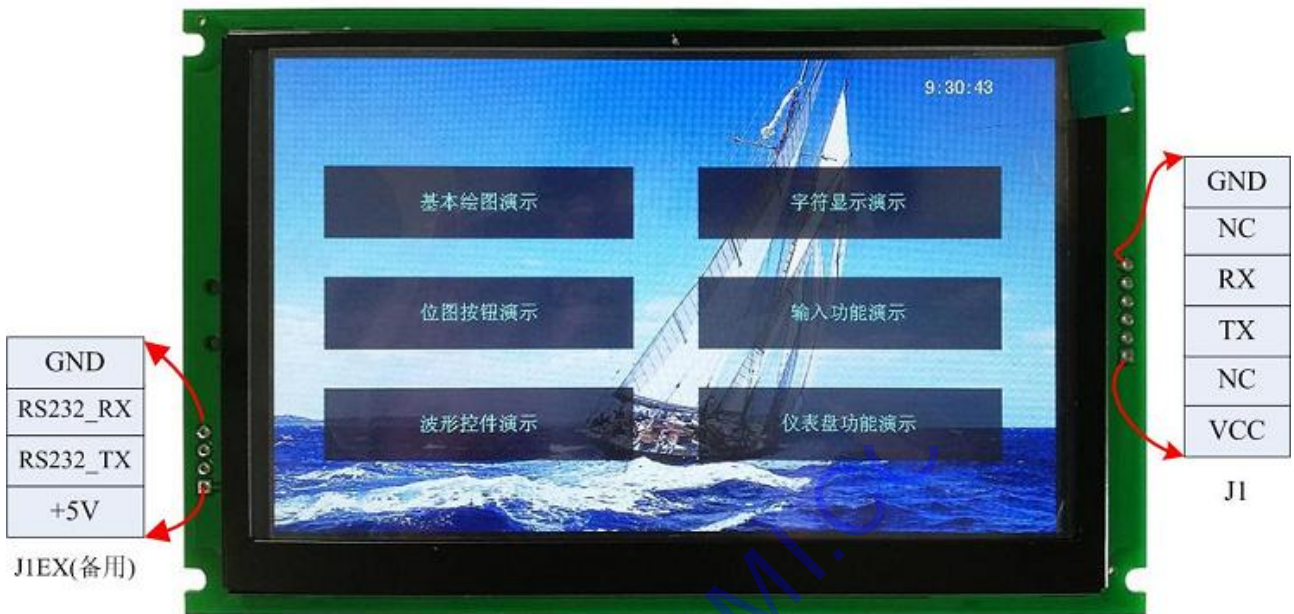 9:30:43
基本绘图演示
字符显示演示
位图按钮演示
输入功能演示
波形控件演示
仪表盘功能演示
GND
RS232_RX
RS232_TX
+5V
J1EX(备用)
GND
NC
RX
TX
NC
VCC
J1